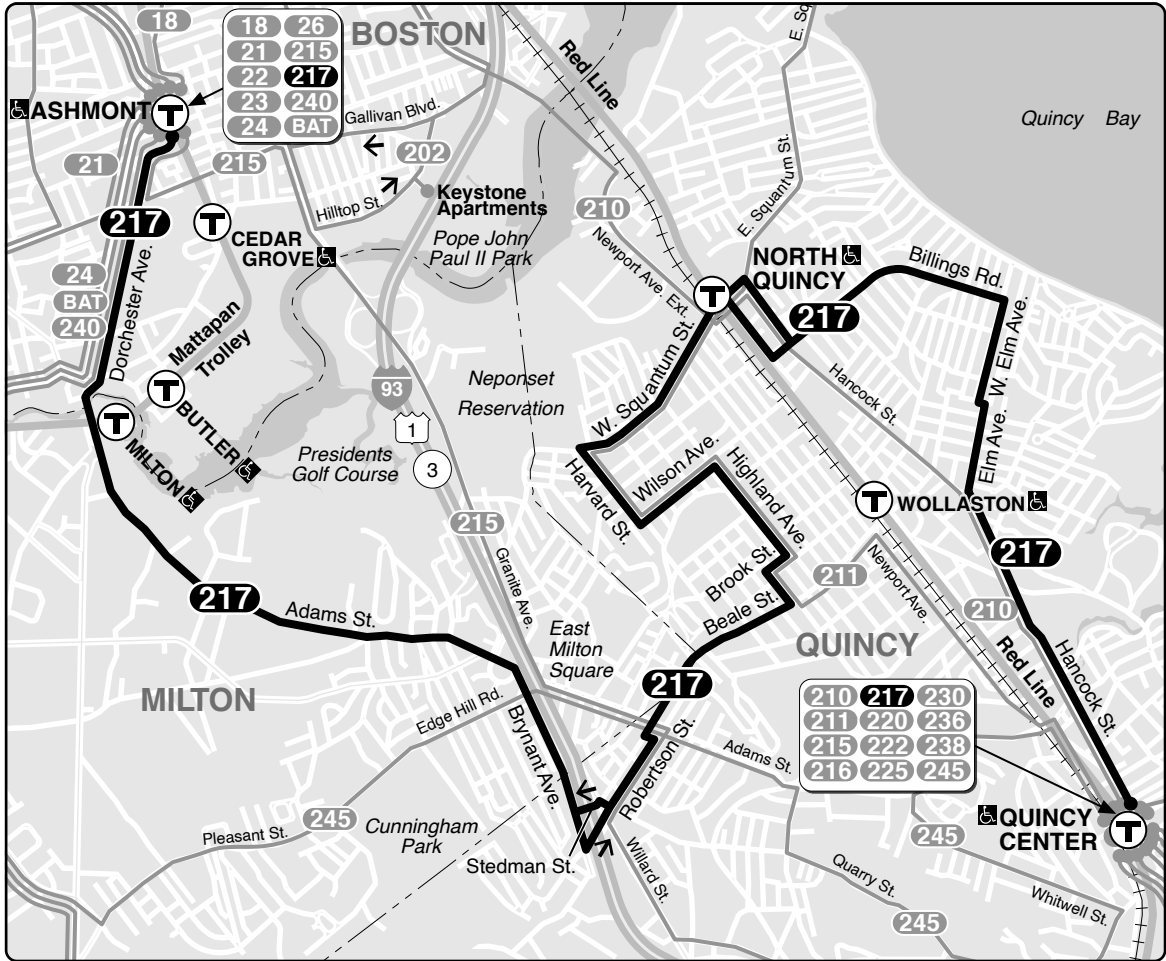 18
18 26
21 215
22 217
23 240
24 BAT
BOSTON
Red Line
E. Sq
Quincy Bay
ASHMONT
T
Gallivan Blvd.
21
215
202
217
Hilltop St.
Keystone
Apartments
210
E. Squantum St.
T
CEDAR
GROVE
Pope John
Paul II Park
Newport Ave. Ext.
NORTH
QUINCY
T
Billings Rd.
217
24
BAT
240
Dorchester Ave.
Mattapan
Trolley
T
BUTLER
T
MILTON
93
1
3
Neponset
Reservation
Presidents
Golf Course
W. Squantum St.
Hancock St.
W. Elm Ave.
Elm Ave.
Harvard St.
Wilson Ave.
Highland Ave.
T
WOLLASTON
215
Granite Ave.
Brook St.
Beale St.
211
Newport Ave.
217
210
217
Adams St.
East
Milton
Square
QUINCY
Red Line
Hancock St.
MILTON
217
Edge Hill Rd.
Brynant Ave.
Robertson St.
Adams St.
210 217 230
211 220 236
215 222 238
216 225 245
245
Pleasant St.
Cunningham
Park
Stedman St.
Willard St.
QUINCY
CENTER
T
245
Quarry St.
Whitwell St.
245